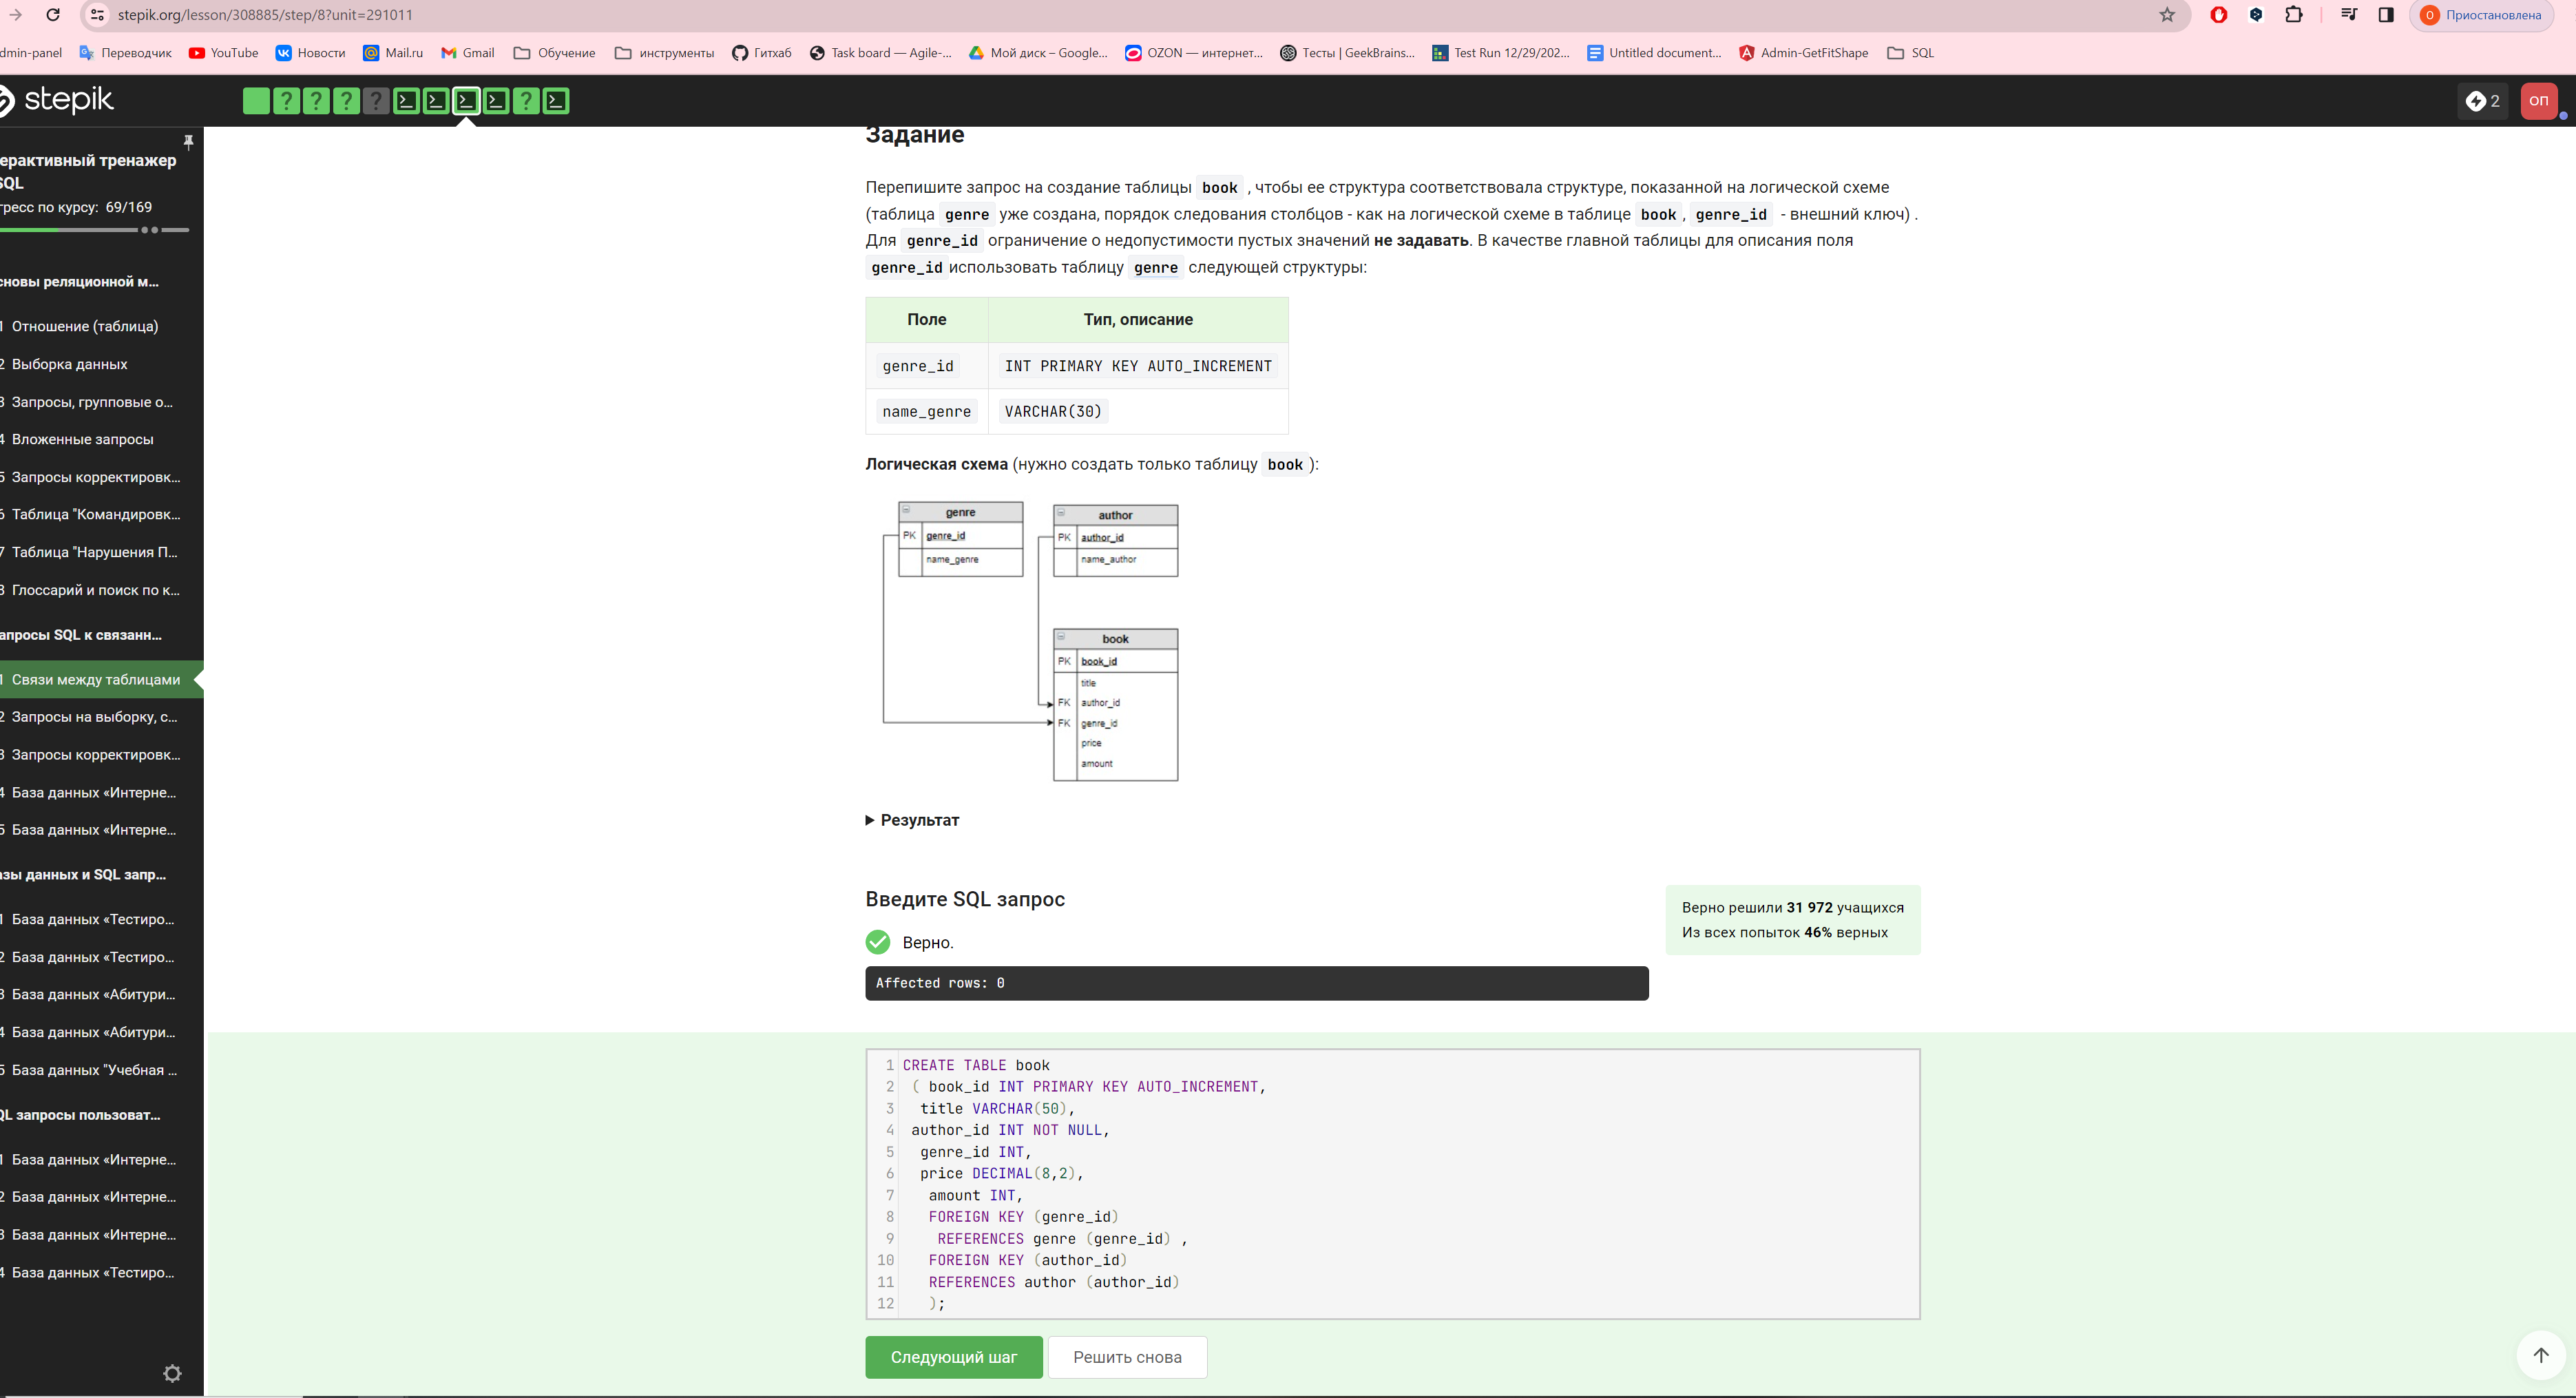 stepik.org/lesson/308885/step/8?unit=291011
О Приостановлена
dmin-panel Переводчик YouTube Новости Mail.ru Gmail Обучение инструменты Гитхаб Task board — Agile-... Мой диск – Google... OZON — интернет... Тесты | GeekBrains... Test Run 12/29/202... Untitled document... Admin-GetFitShape SQL
stepik
? ? ? ? ?
2
ОП
ерактивный тренажер
SQL
гресс по курсу: 69/169
сновы реляционной м...
1 Отношение (таблица)
2 Выборка данных
3 Запросы, групповые о...
4 Вложенные запросы
5 Запросы корректировк...
6 Таблица "Командировк...
7 Таблица "Нарушения П...
8 Глоссарий и поиск по к...
апросы SQL к связанн...
1 Связи между таблицами
2 Запросы на выборку, с...
3 Запросы корректировк...
4 База данных «Интерне...
5 База данных «Интерне...
азы данных и SQL запр...
1 База данных «Тестиро...
2 База данных «Тестиро...
3 База данных «Абитури...
4 База данных «Абитури...
5 База данных "Учебная ...
QL запросы пользоват...
1 База данных «Интерне...
2 База данных «Интерне...
3 База данных «Интерне...
4 База данных «Тестиро...
Задание
Перепишите запрос на создание таблицы book , чтобы ее структура соответствовала структуре, показанной на логической схеме
(таблица genre уже создана, порядок следования столбцов - как на логической схеме в таблице book, genre_id - внешний ключ) .
Для genre_id ограничение о недопустимости пустых значений не задавать. В качестве главной таблицы для описания поля
genre_id использовать таблицу genre следующей структуры:
Поле Тип, описание
genre_id INT PRIMARY KEY AUTO_INCREMENT
name_genre VARCHAR(30)
Логическая схема (нужно создать только таблицу book ):
genre
PK genre_id
name_genre
author
PK author_id
name_author
book
PK book_id
title
FK author_id
FK genre_id
price
amount
Результат
Введите SQL запрос
Верно.
Affected rows: 0
Верно решили 31 972 учащихся
Из всех попыток 46% верных
1 CREATE TABLE book
2 ( book_id INT PRIMARY KEY AUTO_INCREMENT,
3 title VARCHAR(50),
4 author_id INT NOT NULL,
5 genre_id INT,
6 price DECIMAL(8,2),
7 amount INT,
8 FOREIGN KEY (genre_id)
9 REFERENCES genre (genre_id) ,
10 FOREIGN KEY (author_id)
11 REFERENCES author (author_id)
12 );
Следующий шаг Решить снова